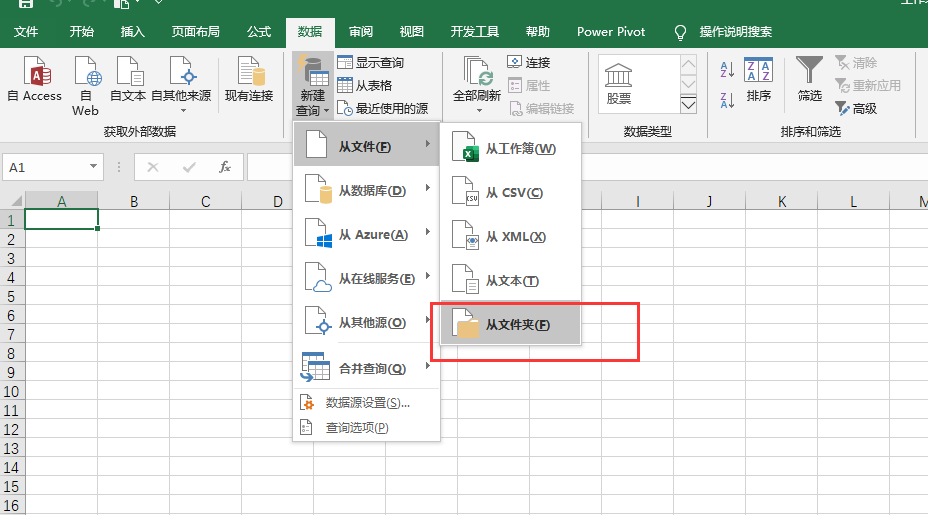 文件 开始 插入 页面布局 公式 数据 审阅 视图 开发工具 帮助 Power Pivot 操作说明搜索
自 Access
自 Web
自文本
自其他来源
现有连接
获取外部数据
新建查询
显示查询
从表格
最近使用的源
全部刷新
连接
属性
编辑链接
股票
数据类型
排序
筛选
清除
重新应用
高级
排序和筛选
A1
fx
A B C D I J K L M
从文件(F)
从数据库(D)
从 Azure(A)
从在线服务(E)
从其他源(O)
合并查询(Q)
数据源设置(S)...
查询选项(P)
从工作簿(W)
从 CSV(C)
从 XML(X)
从文本(T)
从文件夹(F)
1
2
3
4
5
6
7
8
9
10
11
12
13
14
15
16